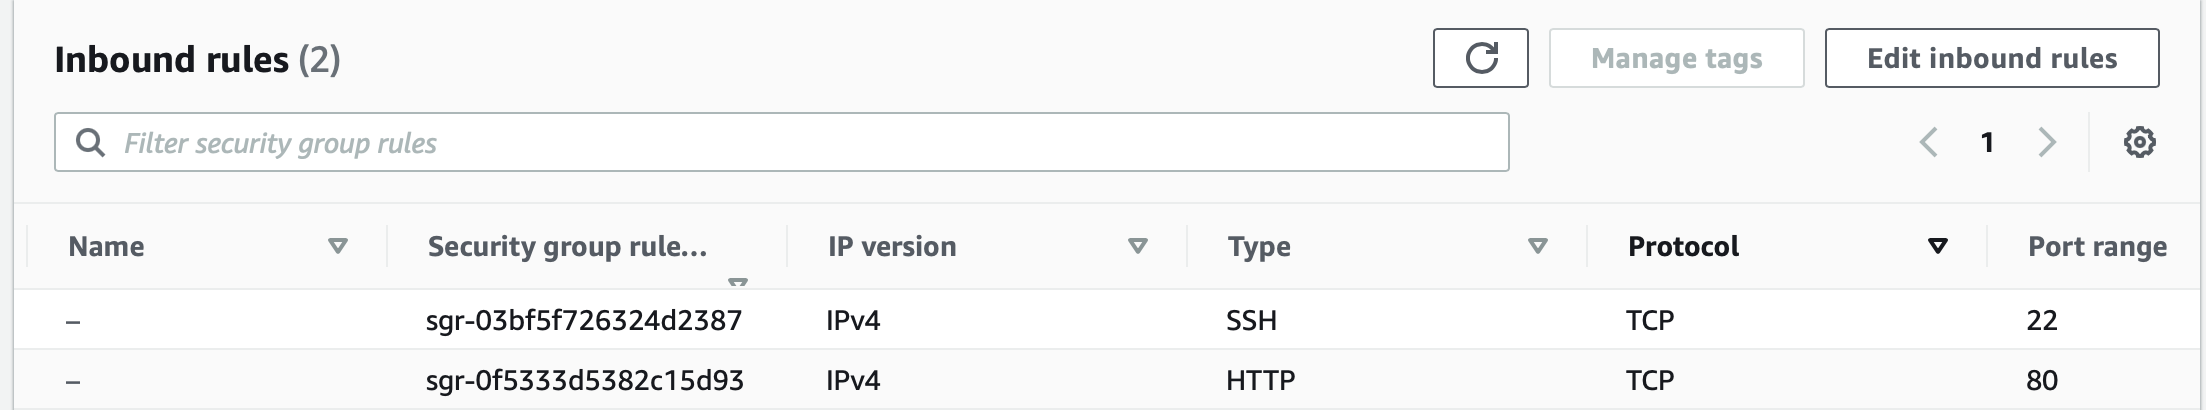 Inbound rules (2)
Manage tags
Edit inbound rules
Filter security group rules
1
Name Security group rule... IP version Type Protocol Port range
– sgr-03bf5f726324d2387 IPv4 SSH TCP 22
– sgr-0f5333d5382c15d93 IPv4 HTTP TCP 80